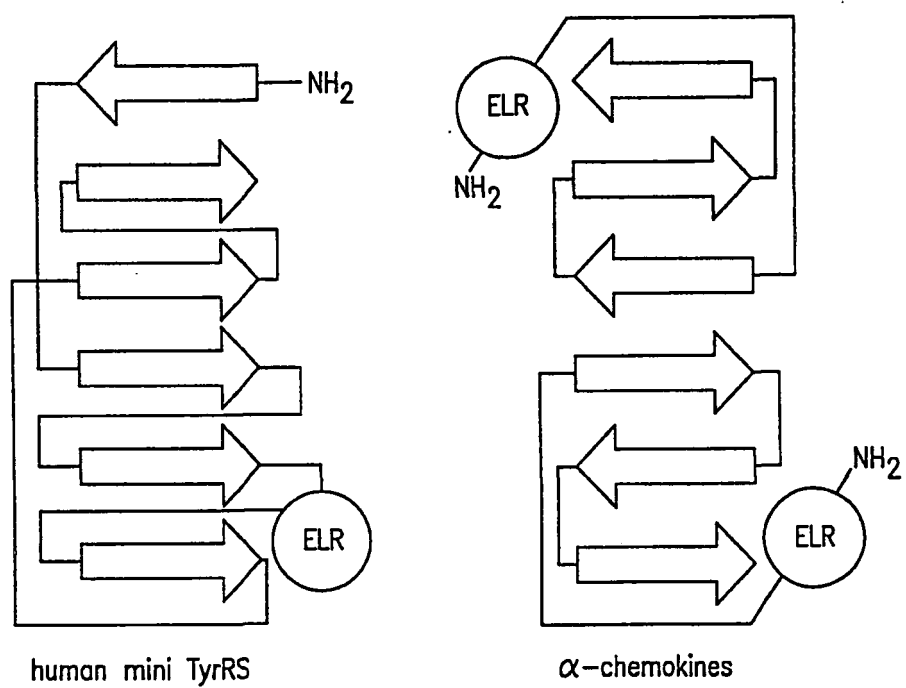 NH2
ELR
human mini TyrRS
ELR
NH2
NH2
ELR
α-chemokines